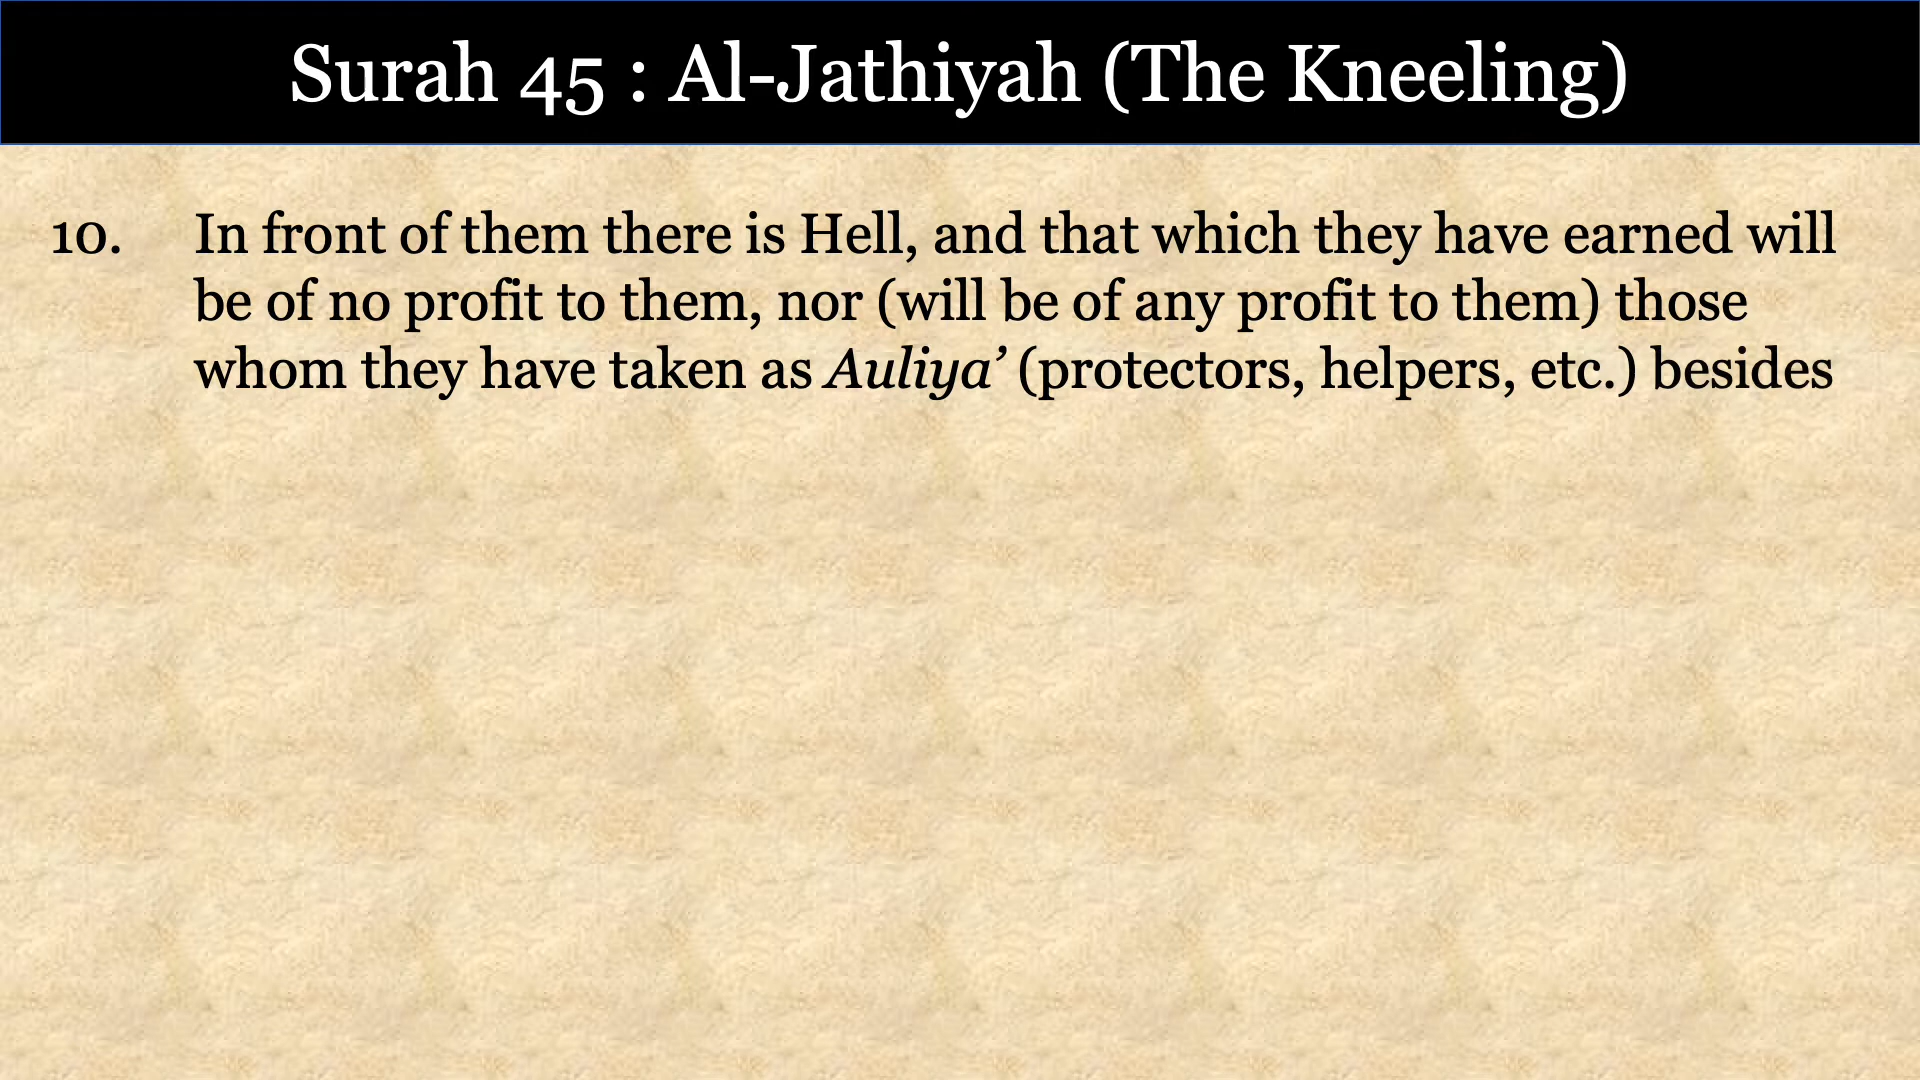 Surah 45 : Al-Jathiyah (The Kneeling)
10. In front of them there is Hell, and that which they have earned will
be of no profit to them, nor (will be of any profit to them) those
whom they have taken as Auliya’ (protectors, helpers, etc.) besides